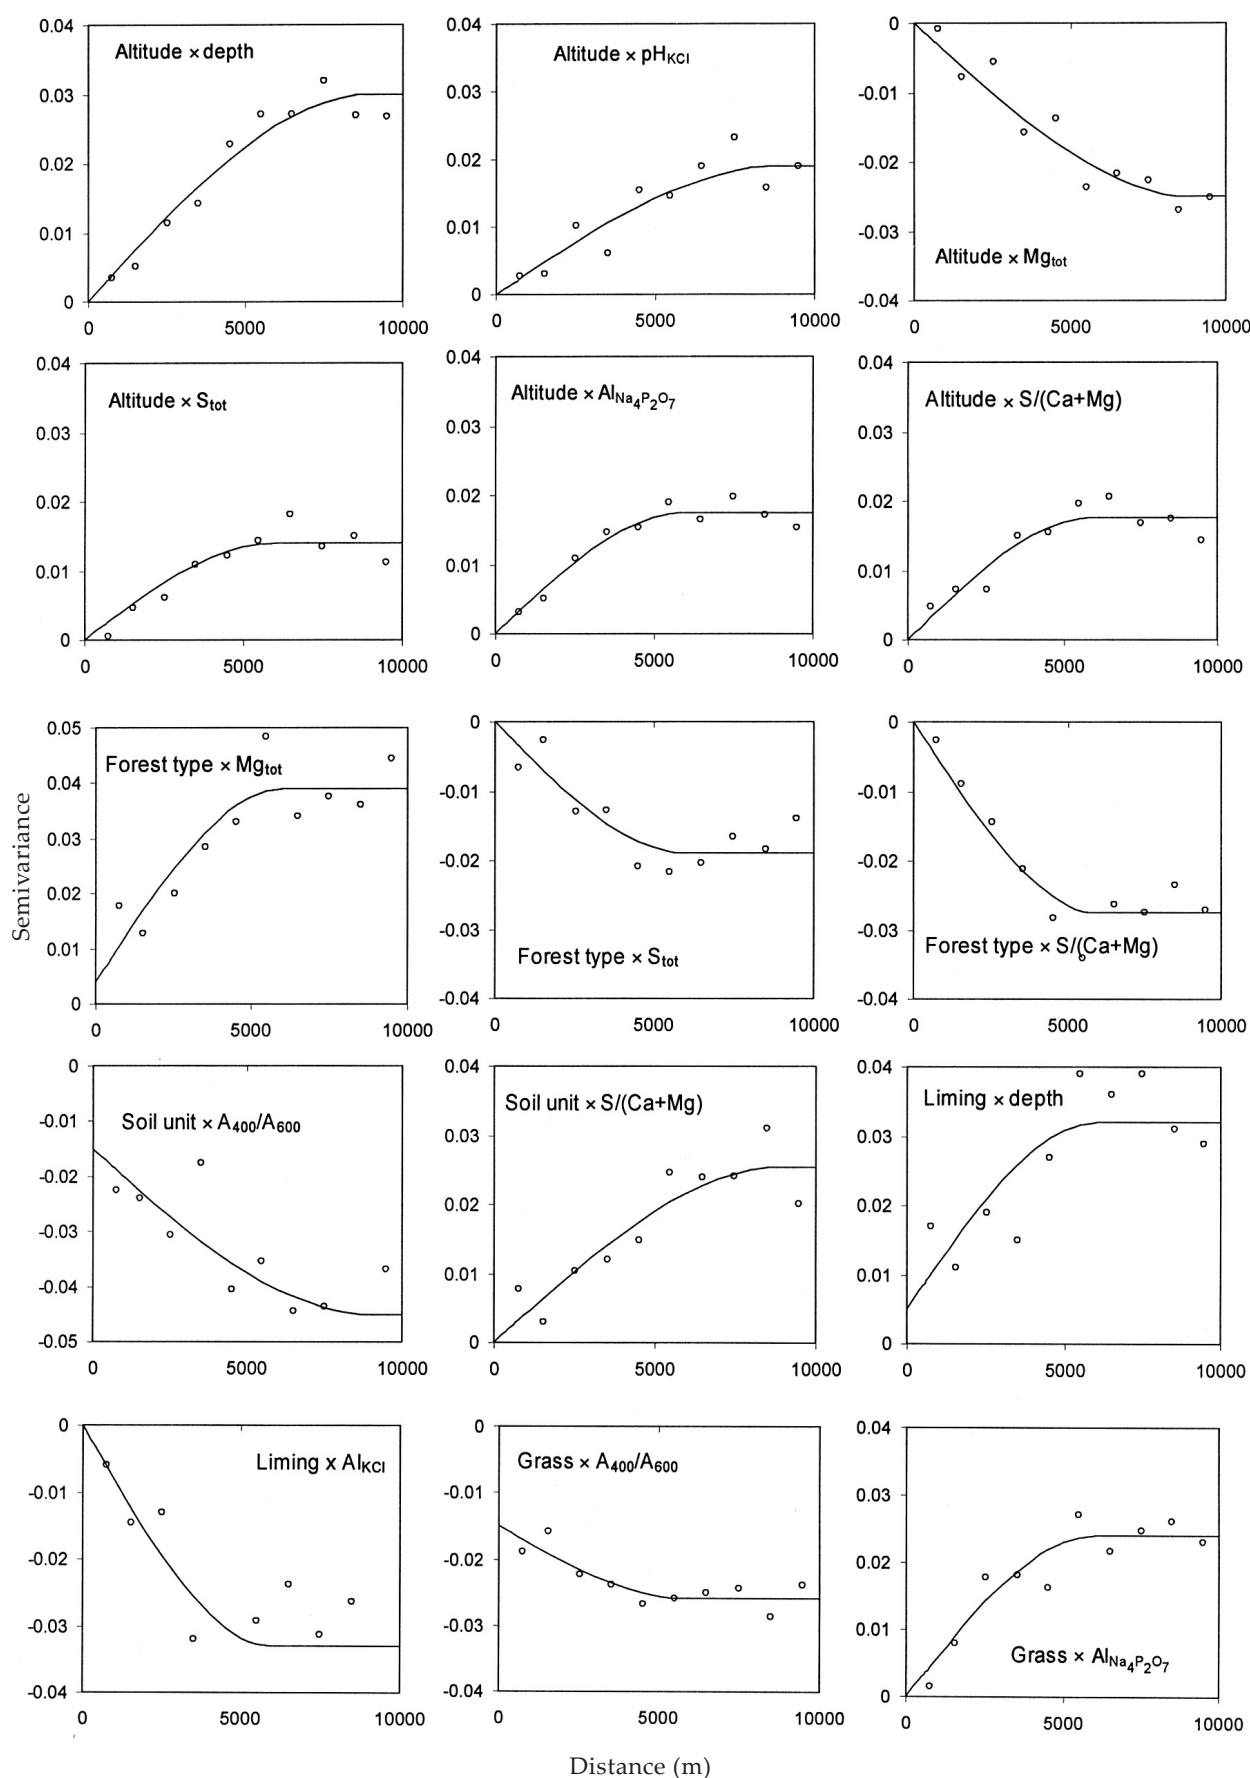 Altitude × depth
0.04
0.03
0.02
0.01
0
0 5000 10000
Altitude × pHKCl
0.04
0.03
0.02
0.01
0
0 5000 10000
0
-0.01
-0.02
-0.03
-0.04
Altitude × Mgtot
0 5000 10000
Altitude × Stot
0.04
0.03
0.02
0.01
0
0 5000 10000
Altitude × AlNa4P2O7
0.04
0.03
0.02
0.01
0
0 5000 10000
Altitude × S/(Ca+Mg)
0.04
0.03
0.02
0.01
0
0 5000 10000
Semivariance
Forest type × Mgtot
0.05
0.04
0.03
0.02
0.01
0
0 5000 10000
0
-0.01
-0.02
-0.03
-0.04
Forest type × Stot
0 5000 10000
0
-0.01
-0.02
-0.03
-0.04
Forest type × S/(Ca+Mg)
0 5000 10000
Soil unit × A400/A600
0
-0.01
-0.02
-0.03
-0.04
-0.05
0 5000 10000
Soil unit × S/(Ca+Mg)
0.04
0.03
0.02
0.01
0
0 5000 10000
Liming × depth
0.04
0.03
0.02
0.01
0
0 5000 10000
Liming x AlKCl
0
-0.01
-0.02
-0.03
-0.04
0 5000 10000
Grass × A400/A600
0
-0.01
-0.02
-0.03
-0.04
0 5000 10000
0.04
0.03
0.02
0.01
0
Grass × AlNa4P2O7
0 5000 10000
Distance (m)